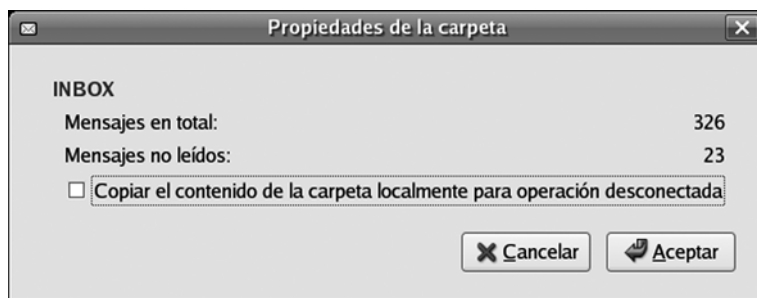 Propiedades de la carpeta
INBOX
Mensajes en total: 326
Mensajes no leídos: 23
Copiar el contenido de la carpeta localmente para operación desconectada
Cancelar Aceptar